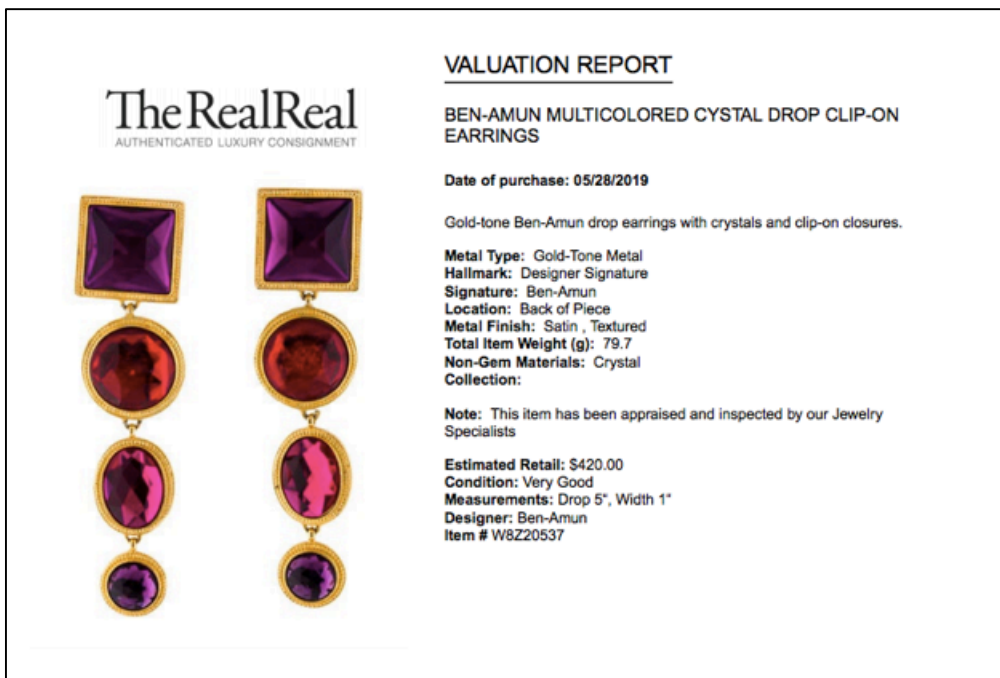 The RealReal
AUTHENTICATED LUXURY CONSIGNMENT
VALUATION REPORT
BEN-AMUN MULTICOLORED CYSTAL DROP CLIP-ON
EARRINGS
Date of purchase: 05/28/2019
Gold-tone Ben-Amun drop earrings with crystals and clip-on closures.
Metal Type: Gold-Tone Metal
Hallmark: Designer Signature
Signature: Ben-Amun
Location: Back of Piece
Metal Finish: Satin , Textured
Total Item Weight (g): 79.7
Non-Gem Materials: Crystal
Collection:
Note: This item has been appraised and inspected by our Jewelry
Specialists
Estimated Retail: $420.00
Condition: Very Good
Measurements: Drop 5", Width 1"
Designer: Ben-Amun
Item # W8Z20537